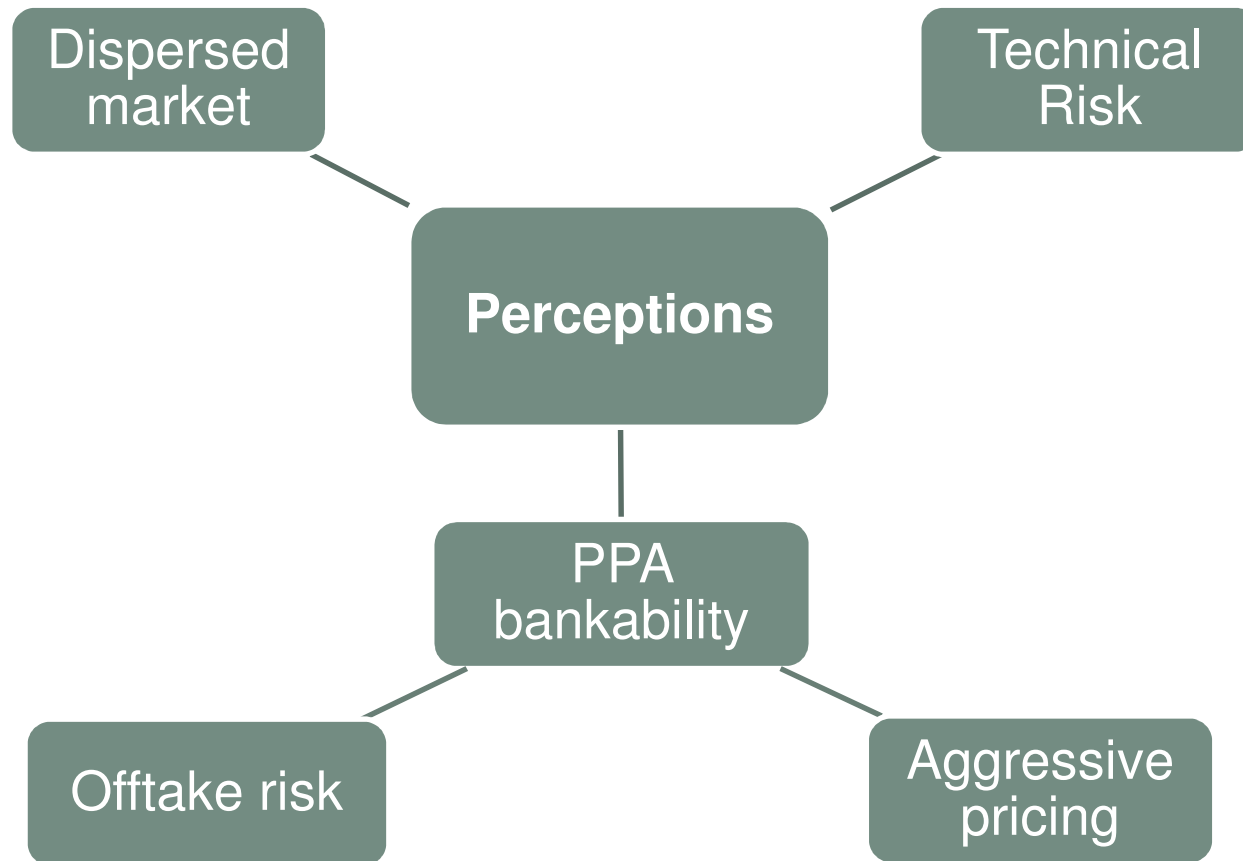 Dispersed
market
Technical
Risk
Perceptions
PPA
bankability
Offtake risk
Aggressive
pricing